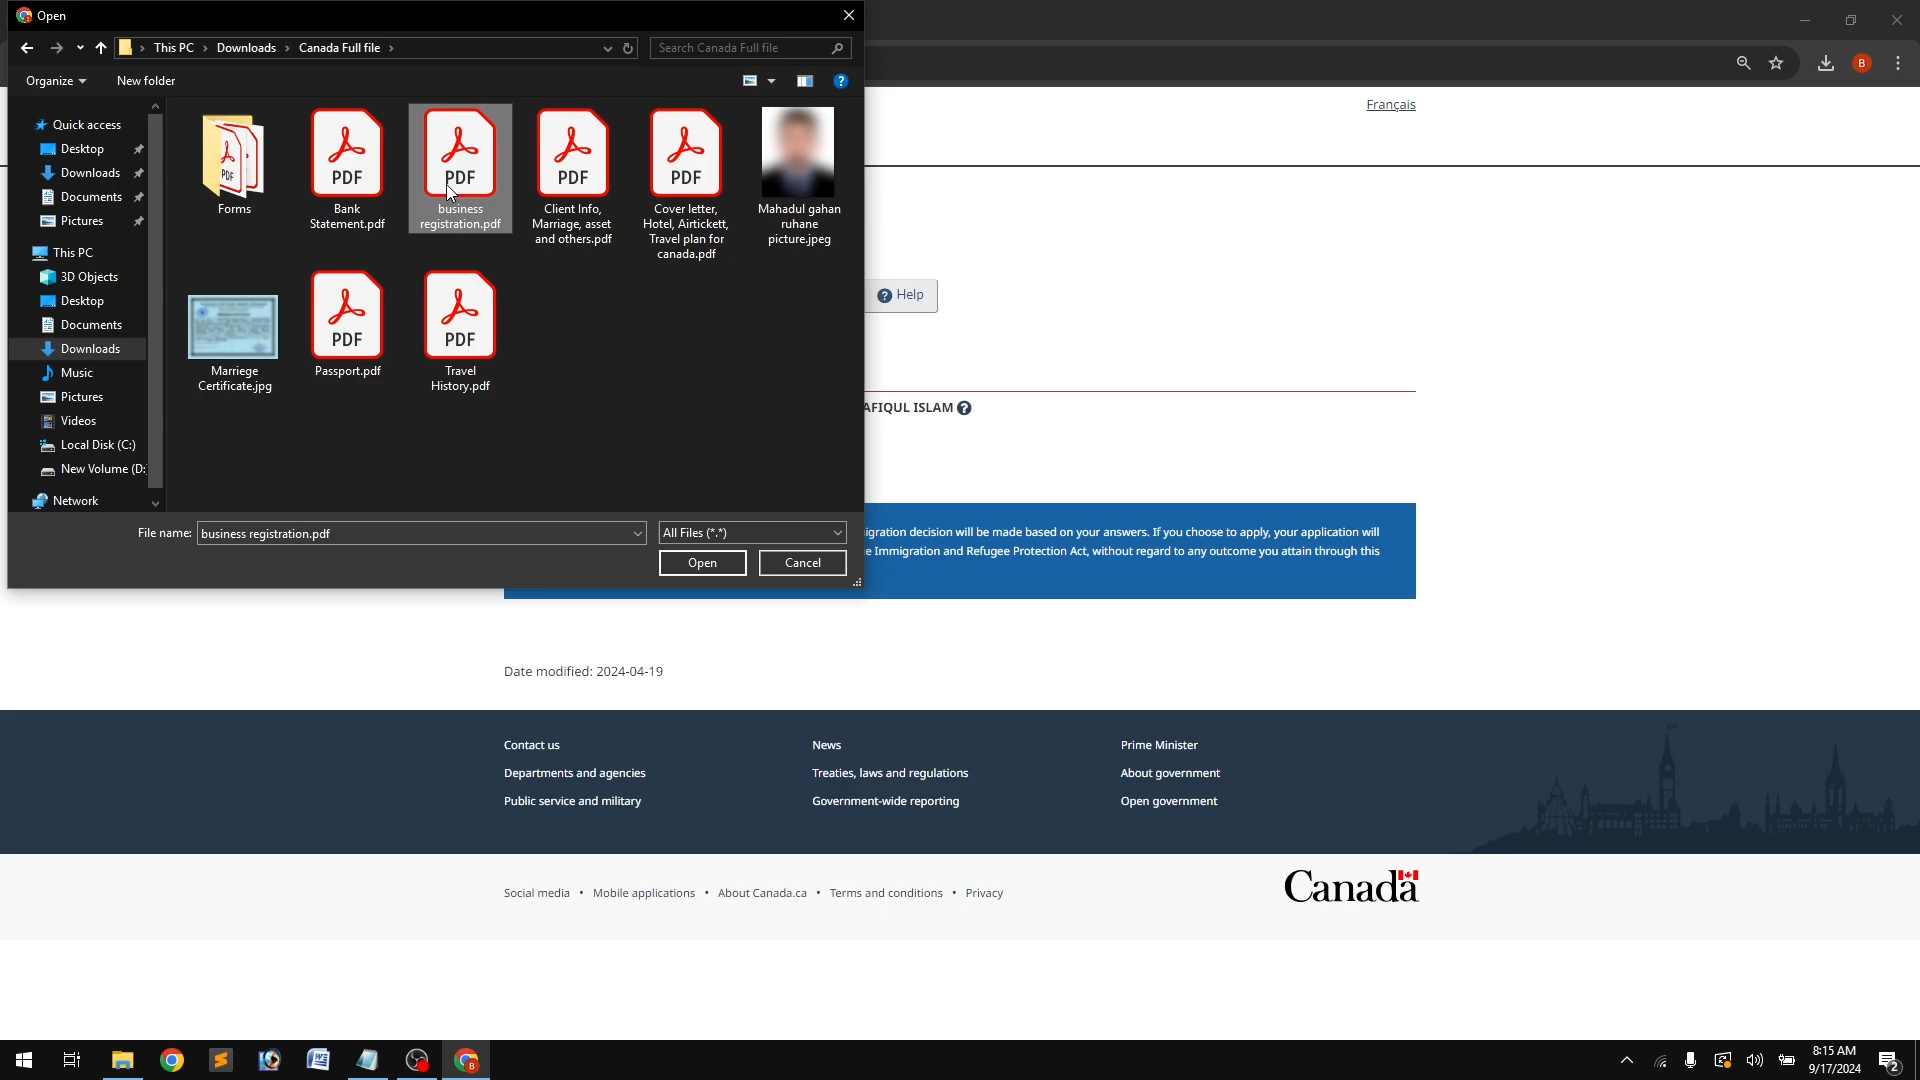 Open
This PC
Downloads
Canada Full file
Search Canada Full file
Organize
New folder
Quick access
Desktop
Downloads
Documents
Pictures
This PC
3D Objects
Desktop
Documents
Downloads
Music
Pictures
Videos
Local Disk (C:)
New Volume (D:
Network
Forms
Bank
Statement.pdf
PDF
business
registration.pdf
PDF
Client Info,
Marriage, asset
and others.pdf
PDF
Cover letter,
Hotel, Airtickett,
Travel plan for
canada.pdf
PDF
Mahadul gahan
ruhane
picture.jpeg
Marriege
Certificate.jpg
PDF
Passport.pdf
PDF
Travel
History.pdf
File name:
business registration.pdf
All Files (*.*)
Open
Cancel
B
Français
Help
AFIQUL ISLAM
igration decision will be made based on your answers. If you choose to apply, your application will
e Immigration and Refugee Protection Act, without regard to any outcome you attain through this
Date modified: 2024-04-19
Contact us
Departments and agencies
Public service and military
News
Treaties, laws and regulations
Government-wide reporting
Prime Minister
About government
Open government
Social media • Mobile applications • About Canada.ca • Terms and conditions • Privacy
Canada
8:15 AM
9/17/2024
2